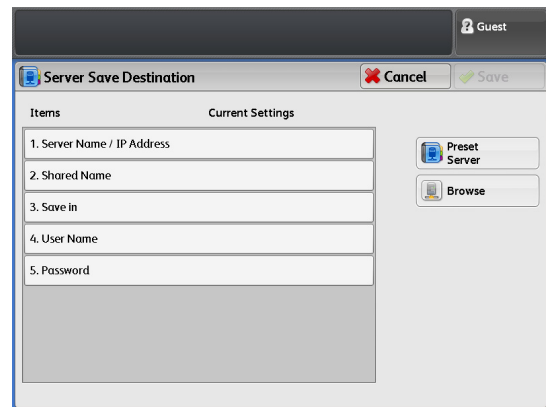 Guest
Server Save Destination
Cancel
Save
Items Current Settings
1. Server Name / IP Address
2. Shared Name
3. Save in
4. User Name
5. Password
Preset
Server
Browse